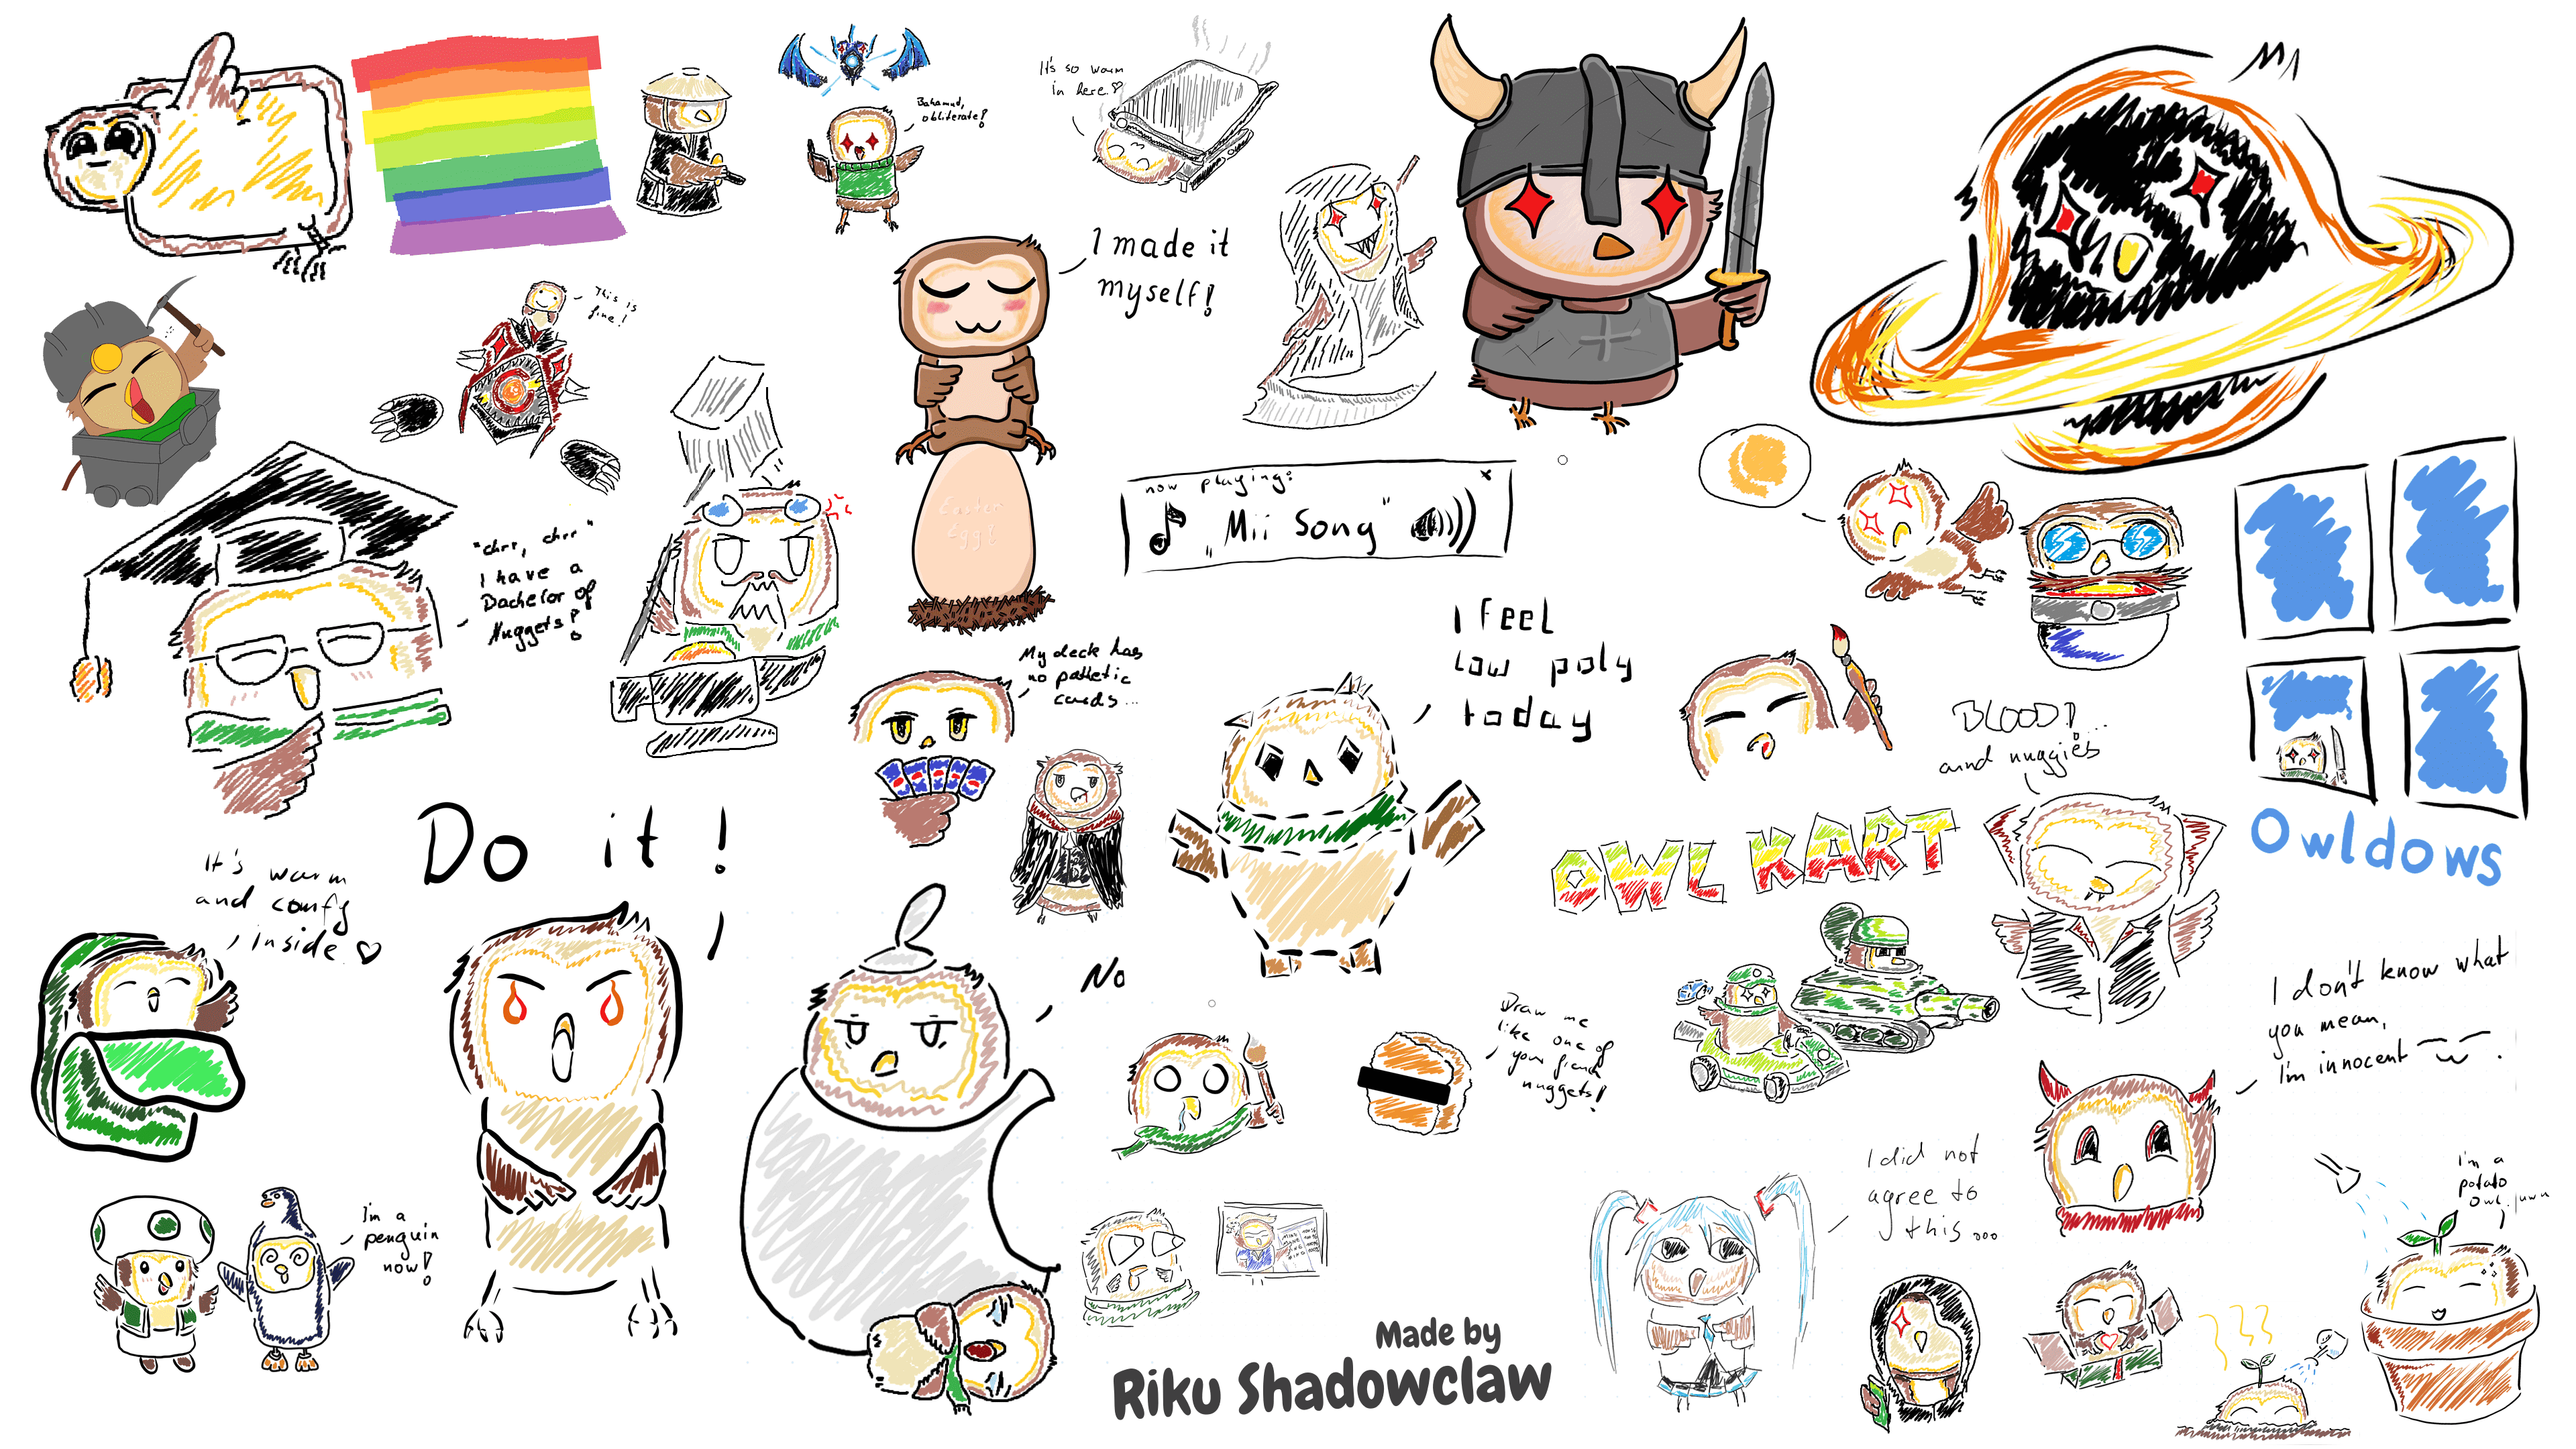 Bahamut,
obliterate!
It's so warm
in here ♡
I made it
myself!
This is
fine!
Easter
Egg!
now playing:
x
"Mii Song"
"chrr, chrr"
I have a
Bachelor of
Nuggets!
My deck has
no pathetic
cards...
I feel
low poly
today
BLOOD!...
and nuggies
Owldows
OWL KART
Do it !
It's warm
and comfy
inside ♡
No
Draw me
like one of
your french
nuggets!
I don't know what
you mean,
I'm innocent
I'm a
penguin
now!
I did not
agree to
this...
I'm a
potato
owl. uwu
Made by
Riku Shadowclaw